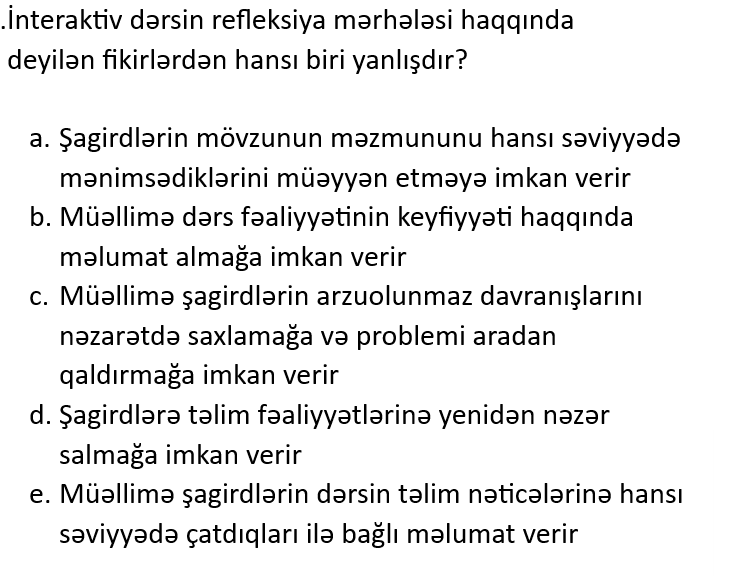 .İnteraktiv dərsin refleksiya mərhələsi haqqında
deyilən fikirlərdən hansı biri yanlışdır?
a. Şagirdlərin mövzunun məzmununu hansı səviyyədə
mənimsədiklərini müəyyən etməyə imkan verir
b. Müəllimə dərs fəaliyyətinin keyfiyyəti haqqında
məlumat almağa imkan verir
c. Müəllimə şagirdlərin arzuolunmaz davranışlarını
nəzarətdə saxlamağa və problemi aradan
qaldırmağa imkan verir
d. Şagirdlərə təlim fəaliyyətlərinə yenidən nəzər
salmağa imkan verir
e. Müəllimə şagirdlərin dərsin təlim nəticələrinə hansı
səviyyədə çatdıqları ilə bağlı məlumat verir